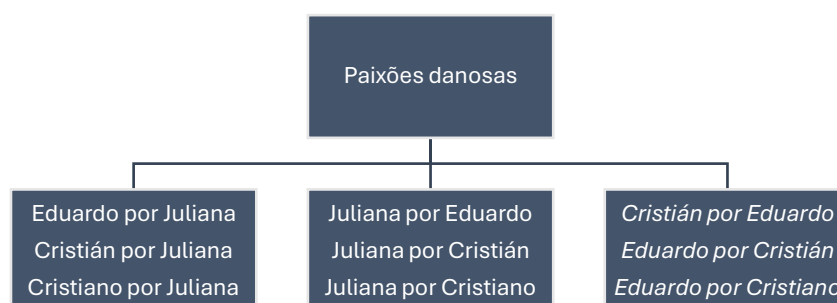 Paixões danosas
Eduardo por Juliana
Cristián por Juliana
Cristiano por Juliana
Juliana por Eduardo
Juliana por Cristián
Juliana por Cristiano
Cristián por Eduardo
Eduardo por Cristián
Eduardo por Cristiano